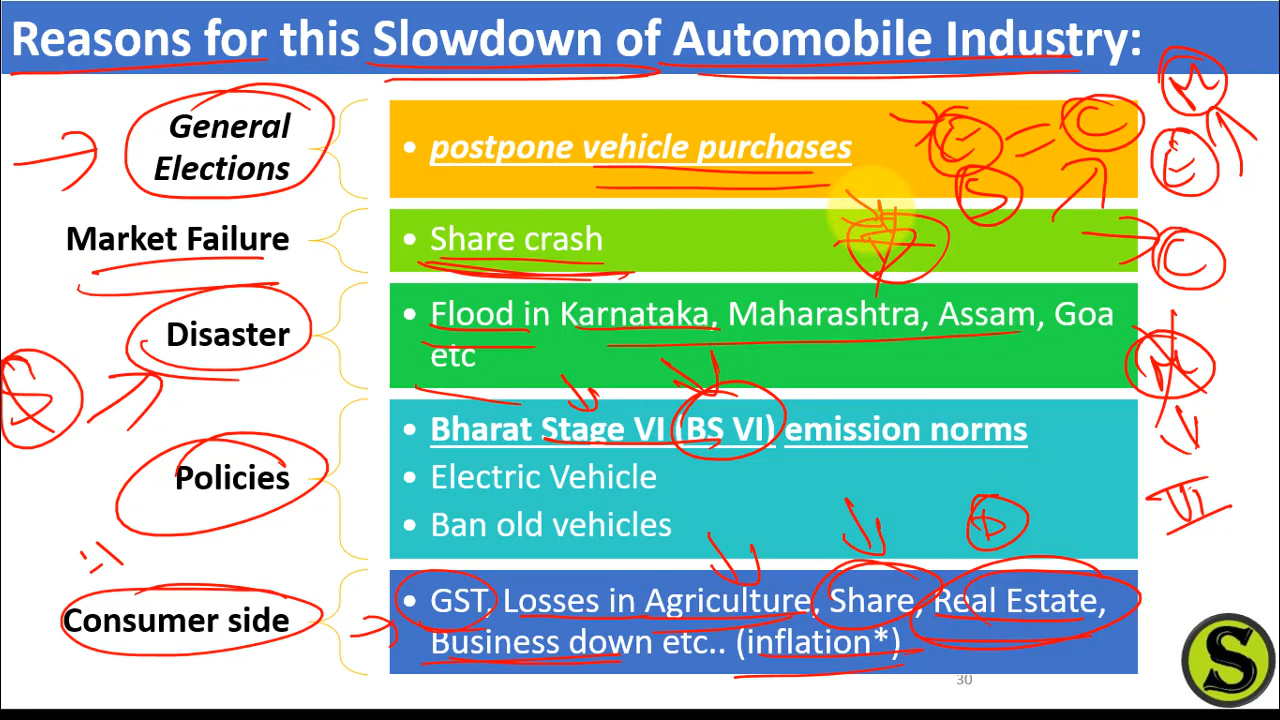 Reasons for this Slowdown of Automobile Industry:
General
Elections
• postpone vehicle purchases
Market Failure
• Share crash
Disaster
• Flood in Karnataka, Maharashtra, Assam, Goa
etc
Policies
• Bharat Stage VI (BS VI) emission norms
• Electric Vehicle
• Ban old vehicles
Consumer side
• GST, Losses in Agriculture, Share, Real Estate,
Business down etc.. (inflation*)
30
S
C
S
C
M
VI
D